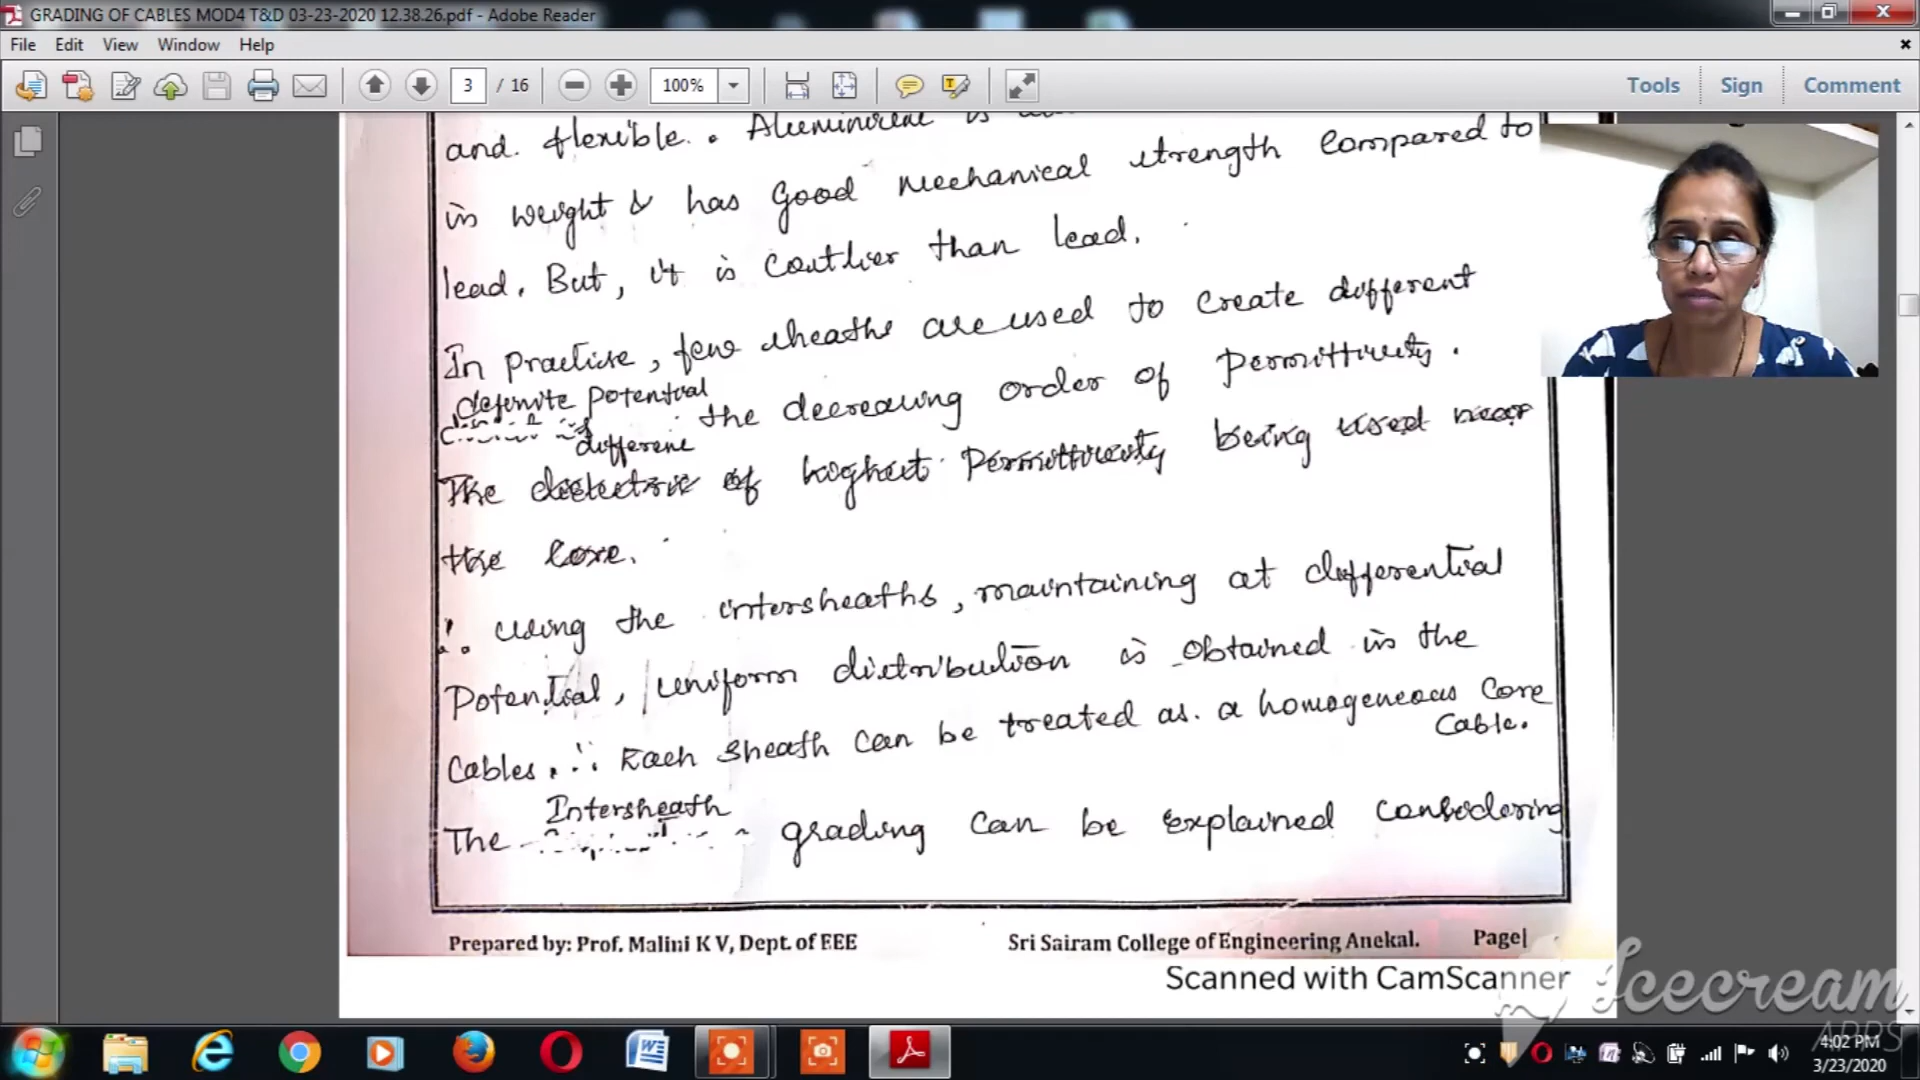 GRADING OF CABLES MOD4 T&D 03-23-2020 12.38.26.pdf - Adobe Reader
File Edit View Window Help
3 / 16 100% Tools Sign Comment
and flexible. Aluminium is
in weight & has good mechanical strength compared to
lead. But, it is costlier than lead.
In practise, few sheaths are used to create different
definite potential
the decreasing order of permittivity.
different
The dielectric of highest permittivity being used near
the core.
∴ using the intersheaths, maintaining at differential
potential, uniform distribution is obtained in the
cables. ∴ Each sheath can be treated as a homogeneous core
cable.
Intersheath
The grading can be explained considering
Prepared by: Prof. Malini K V, Dept. of EEE Sri Sairam College of Engineering Anekal. Page|
Scanned with CamScanner
Icecream
APPS
4:02 PM
3/23/2020